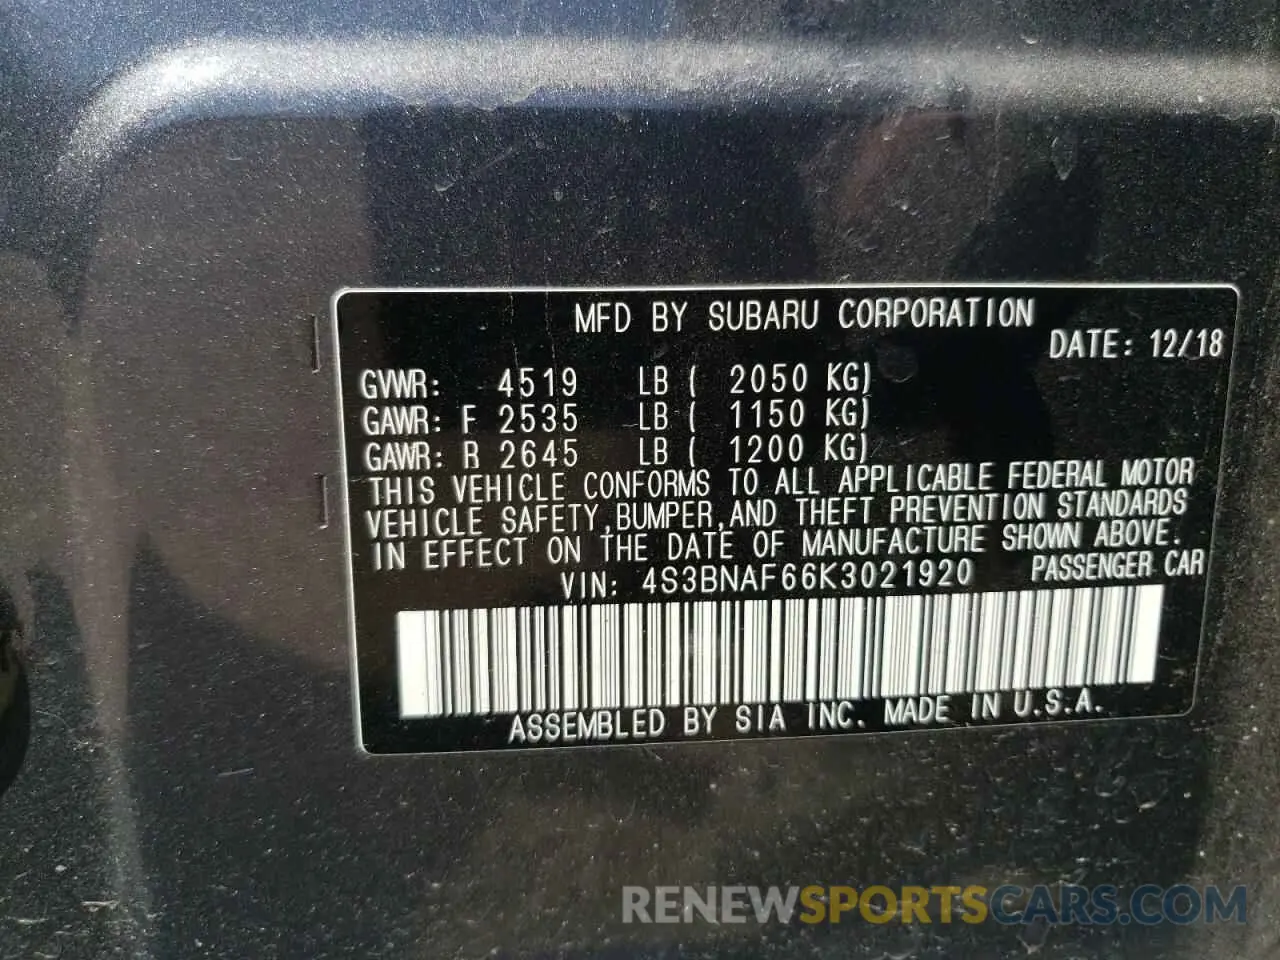 MFD BY SUBARU CORPORATION
DATE: 12/18
GVWR: 4519 LB ( 2050 KG)
GAWR: F 2535 LB ( 1150 KG)
GAWR: R 2645 LB ( 1200 KG)
THIS VEHICLE CONFORMS TO ALL APPLICABLE FEDERAL MOTOR
VEHICLE SAFETY, BUMPER, AND THEFT PREVENTION STANDARDS
IN EFFECT ON THE DATE OF MANUFACTURE SHOWN ABOVE.
VIN: 4S3BNAF66K3021920 PASSENGER CAR
ASSEMBLED BY SIA INC. MADE IN U.S.A.
RENEWSPORTSCARS.COM